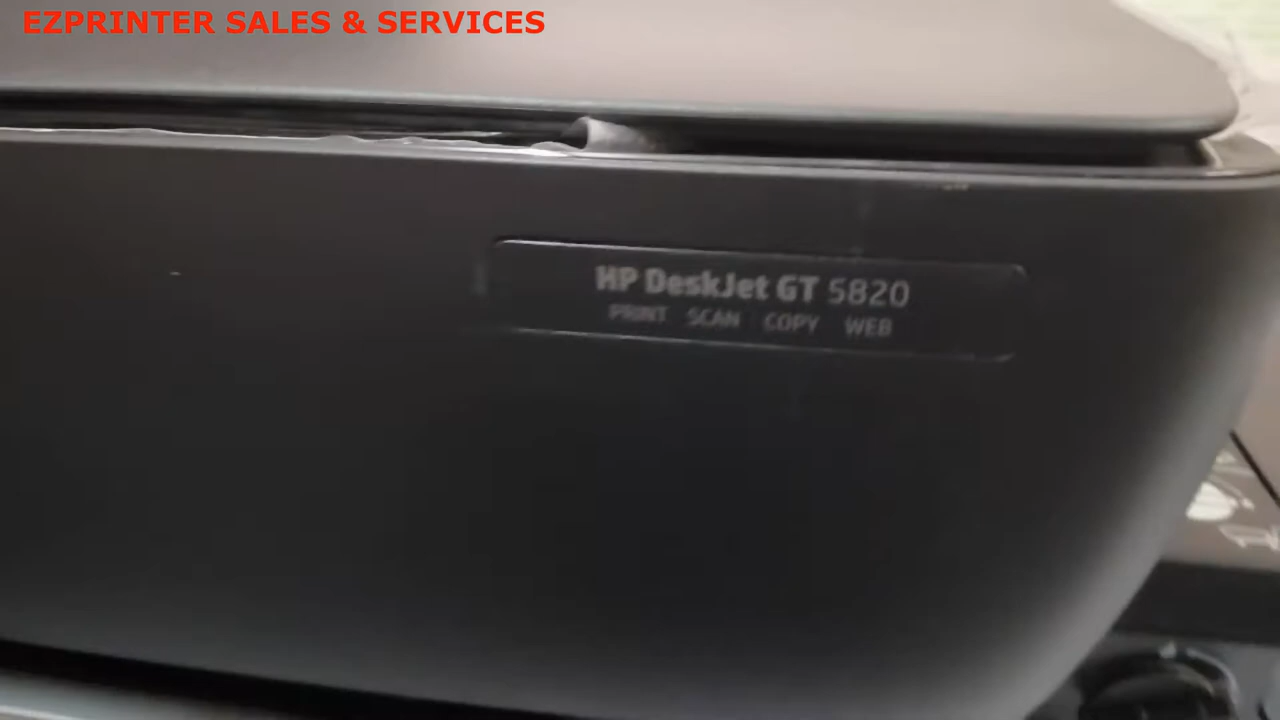 EZPRINTER SALES & SERVICES
HP DeskJet GT 5820
PRINT SCAN COPY WEB